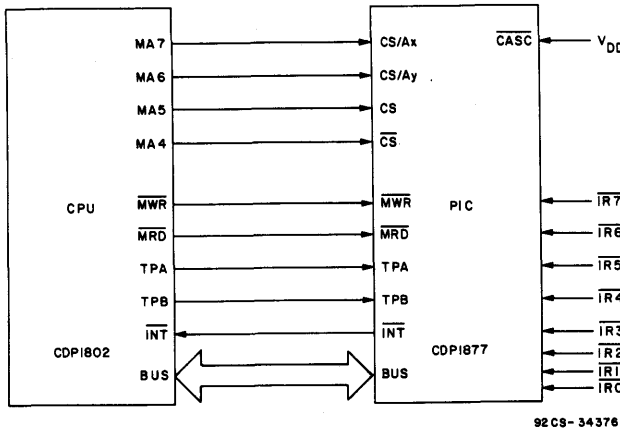 MA7 CS/Ax CASC VDD
MA6 CS/Ay
MA5 CS
MA4 CS
CPU MWR MWR PIC IR7
MRD MRD IR6
TPA TPA IR5
TPB TPB IR4
INT INT IR3
CDP1802 CDP1877 IR2
BUS BUS IR1
IR0
92CS-34376